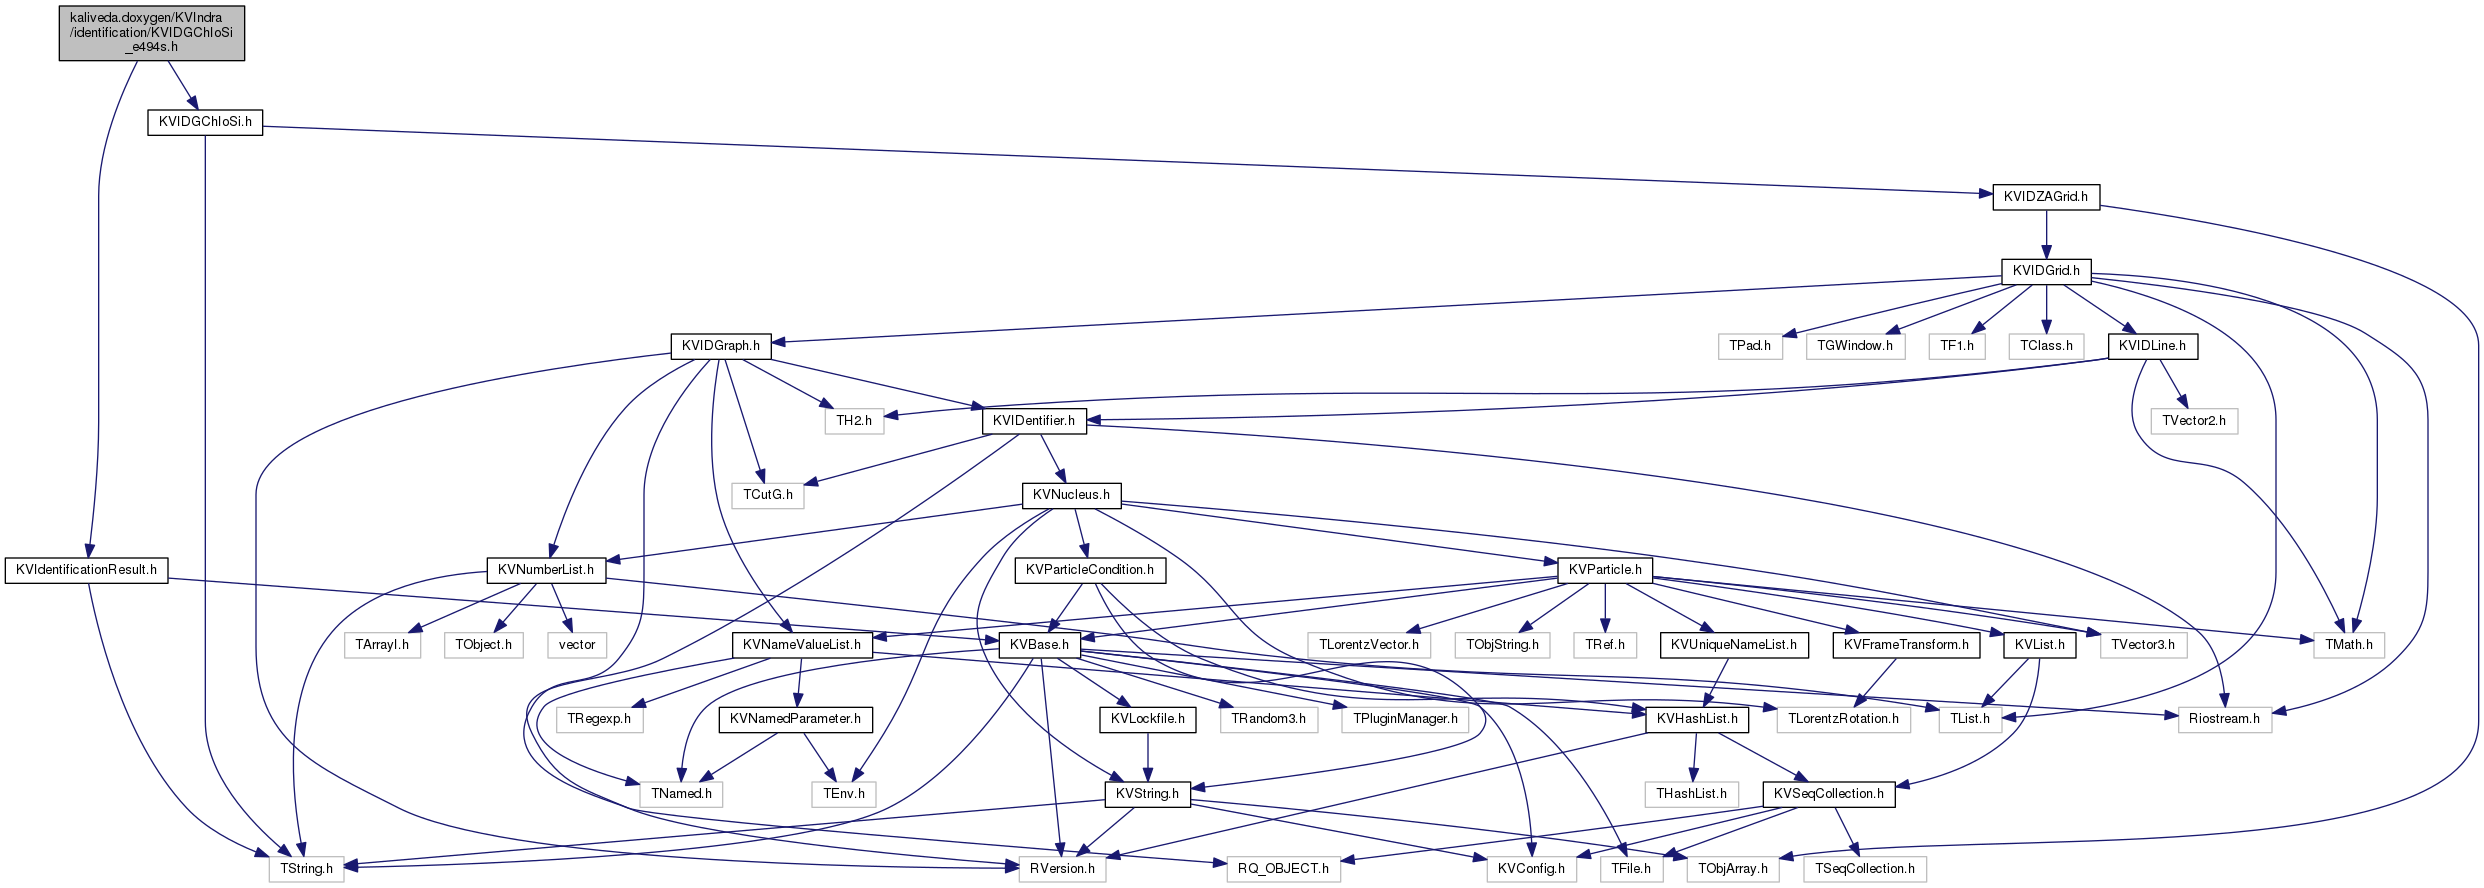 kaliveda.doxygen/KVIndra
/identification/KVIDGChIoSi
_e494s.h
KVIDGChIoSi.h
KVIDZAGrid.h
KVIDGrid.h
KVIDGraph.h
TPad.h
TGWindow.h
TF1.h
TClass.h
KVIDLine.h
TH2.h
KVIDentifier.h
TVector2.h
TCutG.h
KVNucleus.h
KVIdentificationResult.h
KVNumberList.h
KVParticleCondition.h
KVParticle.h
TArrayI.h
TObject.h
vector
KVNameValueList.h
KVBase.h
TLorentzVector.h
TObjString.h
TRef.h
KVUniqueNameList.h
KVFrameTransform.h
KVList.h
TVector3.h
TMath.h
TRegexp.h
KVNamedParameter.h
KVLockfile.h
TRandom3.h
TPluginManager.h
KVHashList.h
TLorentzRotation.h
TList.h
Riostream.h
TNamed.h
TEnv.h
KVString.h
THashList.h
KVSeqCollection.h
TString.h
RVersion.h
RQ_OBJECT.h
KVConfig.h
TFile.h
TObjArray.h
TSeqCollection.h